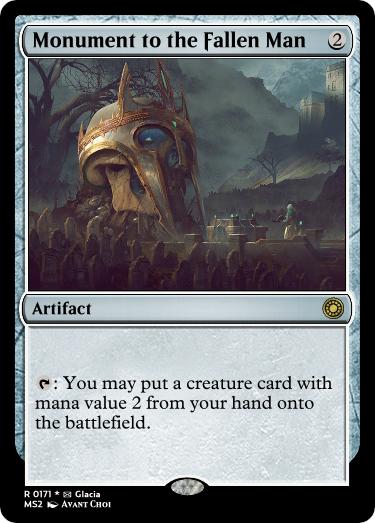 Monument to the Fallen Man 2
Artifact
: You may put a creature card with
mana value 2 from your hand onto
the battlefield.
R 0171 * Glacia
MS2 Avant Choi